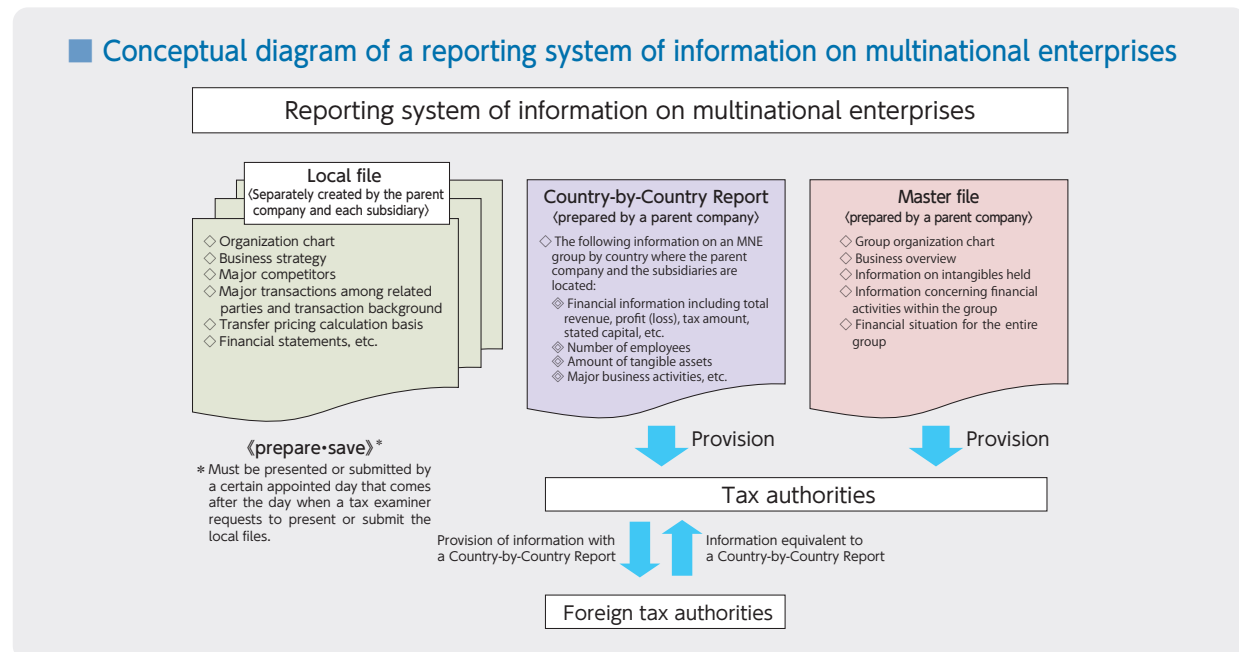 Conceptual diagram of a reporting system of information on multinational enterprises
Reporting system of information on multinational enterprises
Local file
〈Separately created by the parent
company and each subsidiary〉
◇ Organization chart
◇ Business strategy
◇ Major competitors
◇ Major transactions among related
parties and transaction background
◇ Transfer pricing calculation basis
◇ Financial statements, etc.
《prepare•save》*
* Must be presented or submitted by
a certain appointed day that comes
after the day when a tax examiner
requests to present or submit the
local files.
Country-by-Country Report
〈prepared by a parent company〉
◇ The following information on an MNE
group by country where the parent
company and the subsidiaries are
located:
◈ Financial information including total
revenue, profit (loss), tax amount,
stated capital, etc.
◈ Number of employees
◈ Amount of tangible assets
◈ Major business activities, etc.
Master file
〈prepared by a parent company〉
◇ Group organization chart
◇ Business overview
◇ Information on intangibles held
◇ Information concerning financial
activities within the group
◇ Financial situation for the entire
group
Provision
Provision
Tax authorities
Provision of information with
a Country-by-Country Report
Information equivalent to
a Country-by-Country Report
Foreign tax authorities